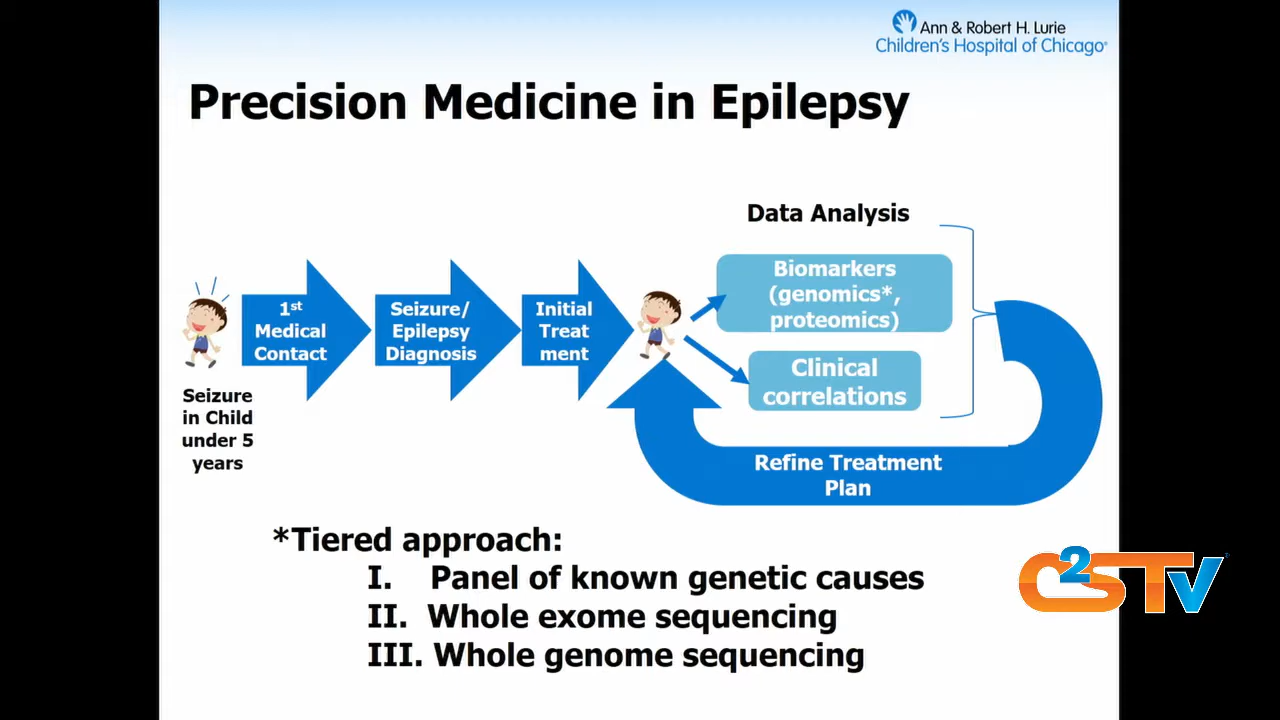 Ann & Robert H. Lurie
Children's Hospital of Chicago®
Precision Medicine in Epilepsy
Data Analysis
Seizure
in Child
under 5
years
1st
Medical
Contact
Seizure/
Epilepsy
Diagnosis
Initial
Treat
ment
Biomarkers
(genomics*,
proteomics)
Clinical
correlations
Refine Treatment
Plan
*Tiered approach:
I. Panel of known genetic causes
II. Whole exome sequencing
III. Whole genome sequencing
C2STV